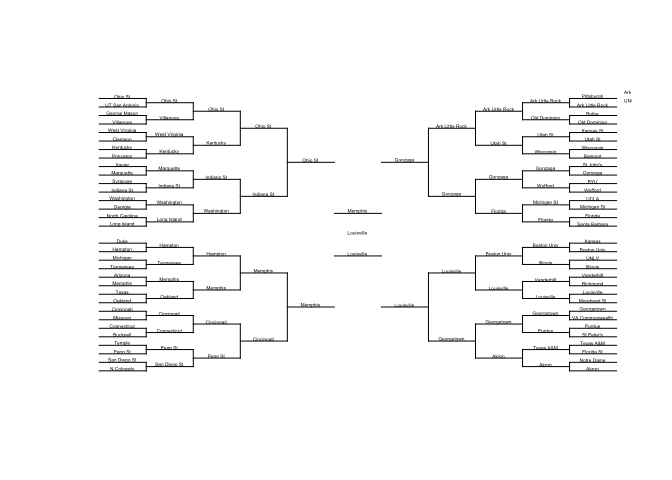 Ohio St
UT San Antonio
George Mason
Villanova
West Virginia
Clemson
Kentucky
Princeton
Xavier
Marquette
Syracuse
Indiana St
Washington
Georgia
North Carolina
Long Island
Duke
Hampton
Michigan
Tennessee
Arizona
Memphis
Texas
Oakland
Cincinnati
Missouri
Connecticut
Bucknell
Temple
Penn St
San Diego St
N Colorado
Ohio St
Villanova
West Virginia
Kentucky
Marquette
Indiana St
Washington
Long Island
Hampton
Tennessee
Memphis
Oakland
Cincinnati
Connecticut
Penn St
San Diego St
Ohio St
Kentucky
Indiana St
Washington
Hampton
Memphis
Cincinnati
Penn St
Ohio St
Indiana St
Memphis
Cincinnati
Ohio St
Memphis
Memphis
Louisville
Louisville
Gonzaga
Louisville
Ark Little Rock
Gonzaga
Louisville
Georgetown
Ark Little Rock
Utah St
Gonzaga
Florida
Boston Univ
Louisville
Georgetown
Akron
Ark Little Rock
Old Dominion
Utah St
Wisconsin
Gonzaga
Wofford
Michigan St
Florida
Boston Univ
Illinois
Vanderbilt
Louisville
Georgetown
Purdue
Texas A&M
Akron
Pittsburgh
Ark Little Rock
Butler
Old Dominion
Kansas St
Utah St
Wisconsin
Belmont
St John's
Gonzaga
BYU
Wofford
UCLA
Michigan St
Florida
Santa Barbara
Kansas
Boston Univ
UNLV
Illinois
Vanderbilt
Richmond
Louisville
Morehead St
Georgetown
VA Commonwealth
Purdue
St Peter's
Texas A&M
Florida St
Notre Dame
Akron
Ark
UNI